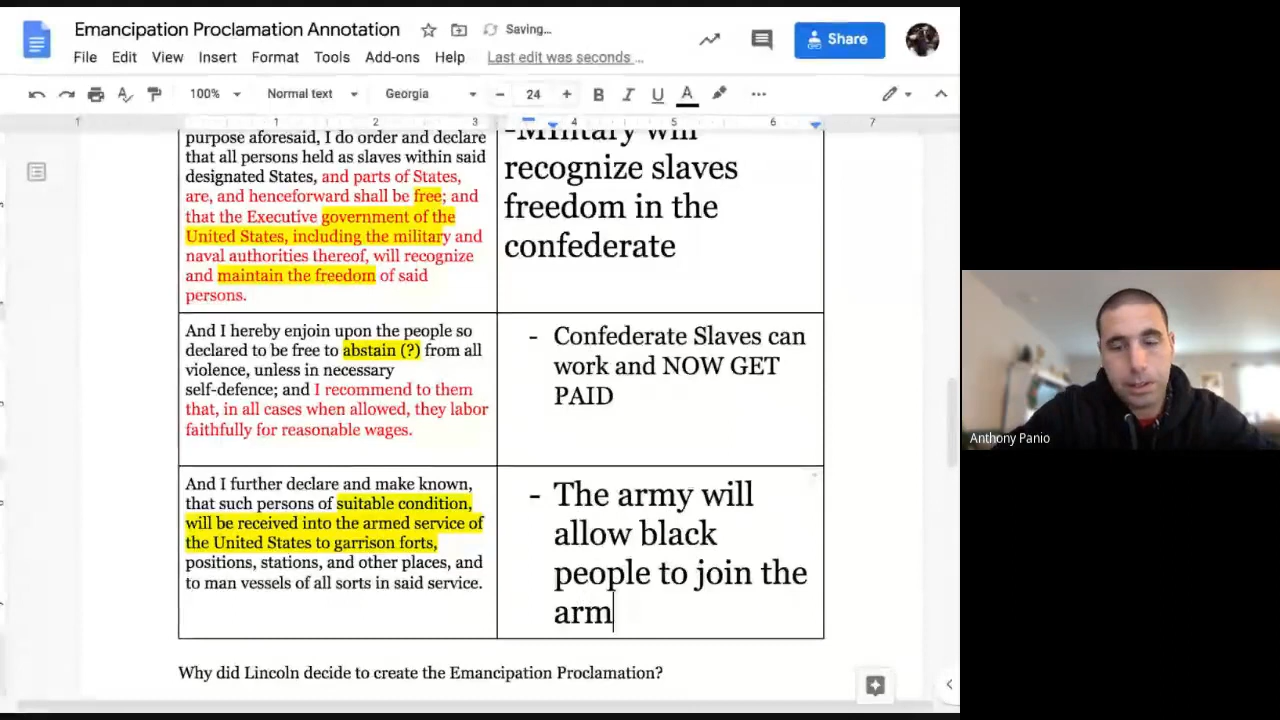 Emancipation Proclamation Annotation
Saving...
File Edit View Insert Format Tools Add-ons Help Last edit was seconds ...
Share
100% Normal text Georgia 24 B I U A
1 1 2 3 4 5 6 7
purpose aforesaid, I do order and declare
that all persons held as slaves within said
designated States, and parts of States,
are, and henceforward shall be free; and
that the Executive government of the
United States, including the military and
naval authorities thereof, will recognize
and maintain the freedom of said
persons.
-Military will
recognize slaves
freedom in the
confederate
And I hereby enjoin upon the people so
declared to be free to abstain (?) from all
violence, unless in necessary
self-defence; and I recommend to them
that, in all cases when allowed, they labor
faithfully for reasonable wages.
- Confederate Slaves can
work and NOW GET
PAID
And I further declare and make known,
that such persons of suitable condition,
will be received into the armed service of
the United States to garrison forts,
positions, stations, and other places, and
to man vessels of all sorts in said service.
- The army will
allow black
people to join the
arm
Why did Lincoln decide to create the Emancipation Proclamation?
Anthony Panio